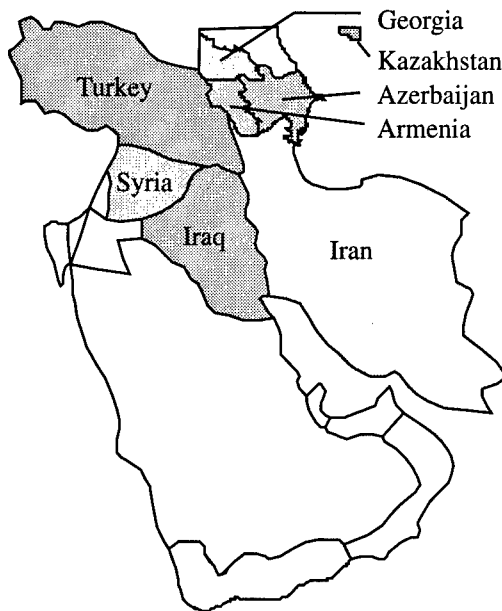 Georgia
Kazakhstan
Turkey
Azerbaijan
Armenia
Syria
Iraq
Iran